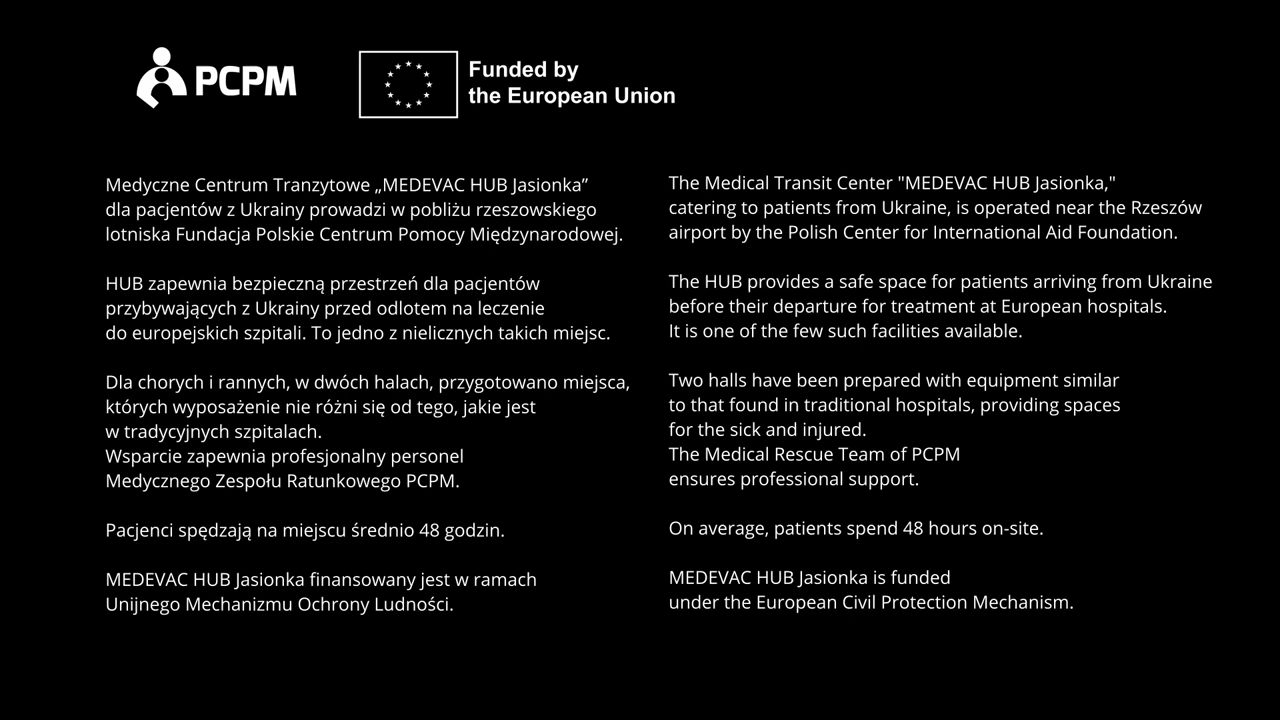 PCPM
Funded by
the European Union
Medyczne Centrum Tranzytowe „MEDEVAC HUB Jasionka”
dla pacjentów z Ukrainy prowadzi w pobliżu rzeszowskiego
lotniska Fundacja Polskie Centrum Pomocy Międzynarodowej.
HUB zapewnia bezpieczną przestrzeń dla pacjentów
przybywających z Ukrainy przed odlotem na leczenie
do europejskich szpitali. To jedno z nielicznych takich miejsc.
Dla chorych i rannych, w dwóch halach, przygotowano miejsca,
których wyposażenie nie różni się od tego, jakie jest
w tradycyjnych szpitalach.
Wsparcie zapewnia profesjonalny personel
Medycznego Zespołu Ratunkowego PCPM.
Pacjenci spędzają na miejscu średnio 48 godzin.
MEDEVAC HUB Jasionka finansowany jest w ramach
Unijnego Mechanizmu Ochrony Ludności.
The Medical Transit Center "MEDEVAC HUB Jasionka,"
catering to patients from Ukraine, is operated near the Rzeszów
airport by the Polish Center for International Aid Foundation.
The HUB provides a safe space for patients arriving from Ukraine
before their departure for treatment at European hospitals.
It is one of the few such facilities available.
Two halls have been prepared with equipment similar
to that found in traditional hospitals, providing spaces
for the sick and injured.
The Medical Rescue Team of PCPM
ensures professional support.
On average, patients spend 48 hours on-site.
MEDEVAC HUB Jasionka is funded
under the European Civil Protection Mechanism.